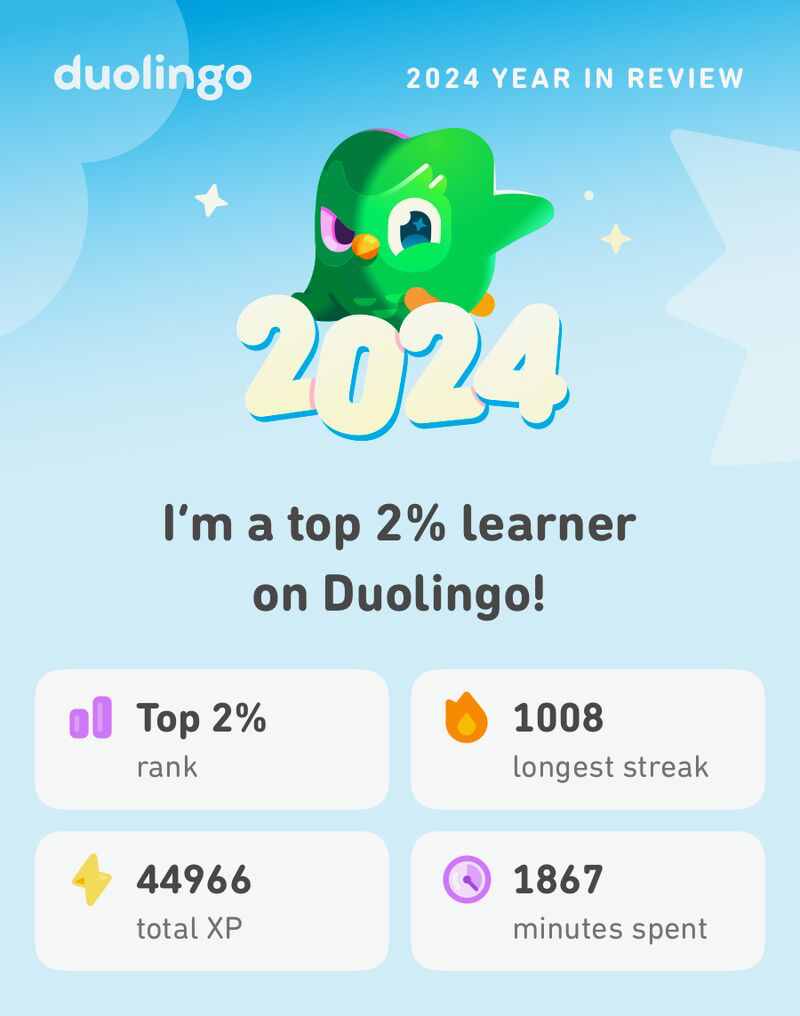 duolingo
2024 YEAR IN REVIEW
2024
I’m a top 2% learner
on Duolingo!
Top 2%
rank
1008
longest streak
44966
total XP
1867
minutes spent